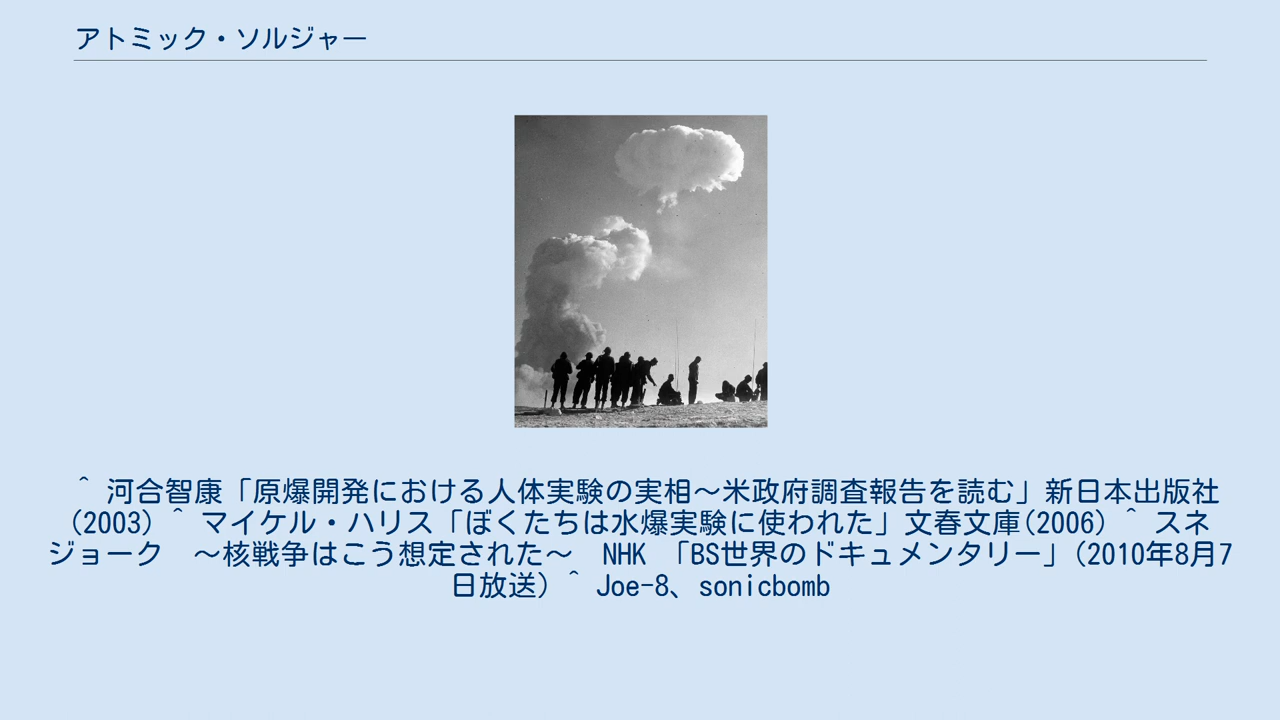 アトミック・ソルジャー
^ 河合智康「原爆開発における人体実験の実相〜米政府調査報告を読む」新日本出版社
(2003) ^ マイケル・ハリス「ぼくたちは水爆実験に使われた」文春文庫(2006) ^ スネ
ジョーク　〜核戦争はこう想定された〜　NHK 「BS世界のドキュメンタリー」(2010年8月7
日放送) ^ Joe-8、sonicbomb